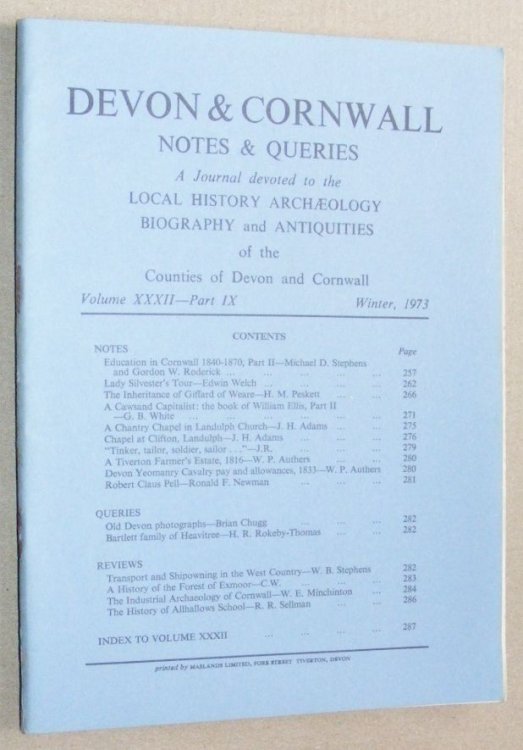 DEVON & CORNWALL
NOTES & QUERIES
A Journal devoted to the
LOCAL HISTORY ARCHÆOLOGY
BIOGRAPHY and ANTIQUITIES
of the
Counties of Devon and Cornwall
Volume XXXII—Part IX Winter, 1973
CONTENTS
NOTES Page
Education in Cornwall 1840-1870, Part II—Michael D. Stephens
and Gordon W. Roderick ... ... ... ... 257
Lady Silvester's Tour—Edwin Welch ... ... ... ... 262
The Inheritance of Giffard of Weare—H. M. Peskett ... ... 266
A Cawsand Capitalist: the book of William Ellis, Part II
—G. B. White ... ... ... ... 271
A Chantry Chapel in Landulph Church—J. H. Adams ... ... 275
Chapel at Clifton, Landulph—J. H. Adams ... ... ... 276
"Tinker, tailor, soldier, sailor ..."—J.R. ... ... ... 279
A Tiverton Farmer's Estate, 1816—W. P. Authers ... ... 280
Devon Yeomanry Cavalry pay and allowances, 1833—W. P. Authers 280
Robert Claus Pell—Ronald F. Newman ... ... ... 281
QUERIES
Old Devon photographs—Brian Chugg ... ... ... 282
Bartlett family of Heavitree—H. R. Rokeby-Thomas ... ... 282
REVIEWS
Transport and Shipowning in the West Country—W. B. Stephens 282
A History of the Forest of Exmoor—C.W. ... ... ... 283
The Industrial Archaeology of Cornwall—W. E. Minchinton ... 284
The History of Allhallows School—R. R. Sellman ... ... 286
INDEX TO VOLUME XXXII ... ... ... ... 287
printed by MASLANDS LIMITED, FORE STREET TIVERTON, DEVON